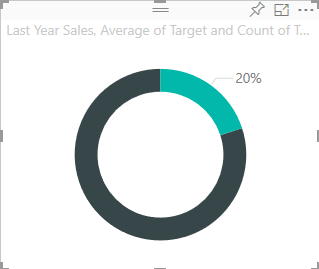 Last Year Sales, Average of Target and Count of T...
20%